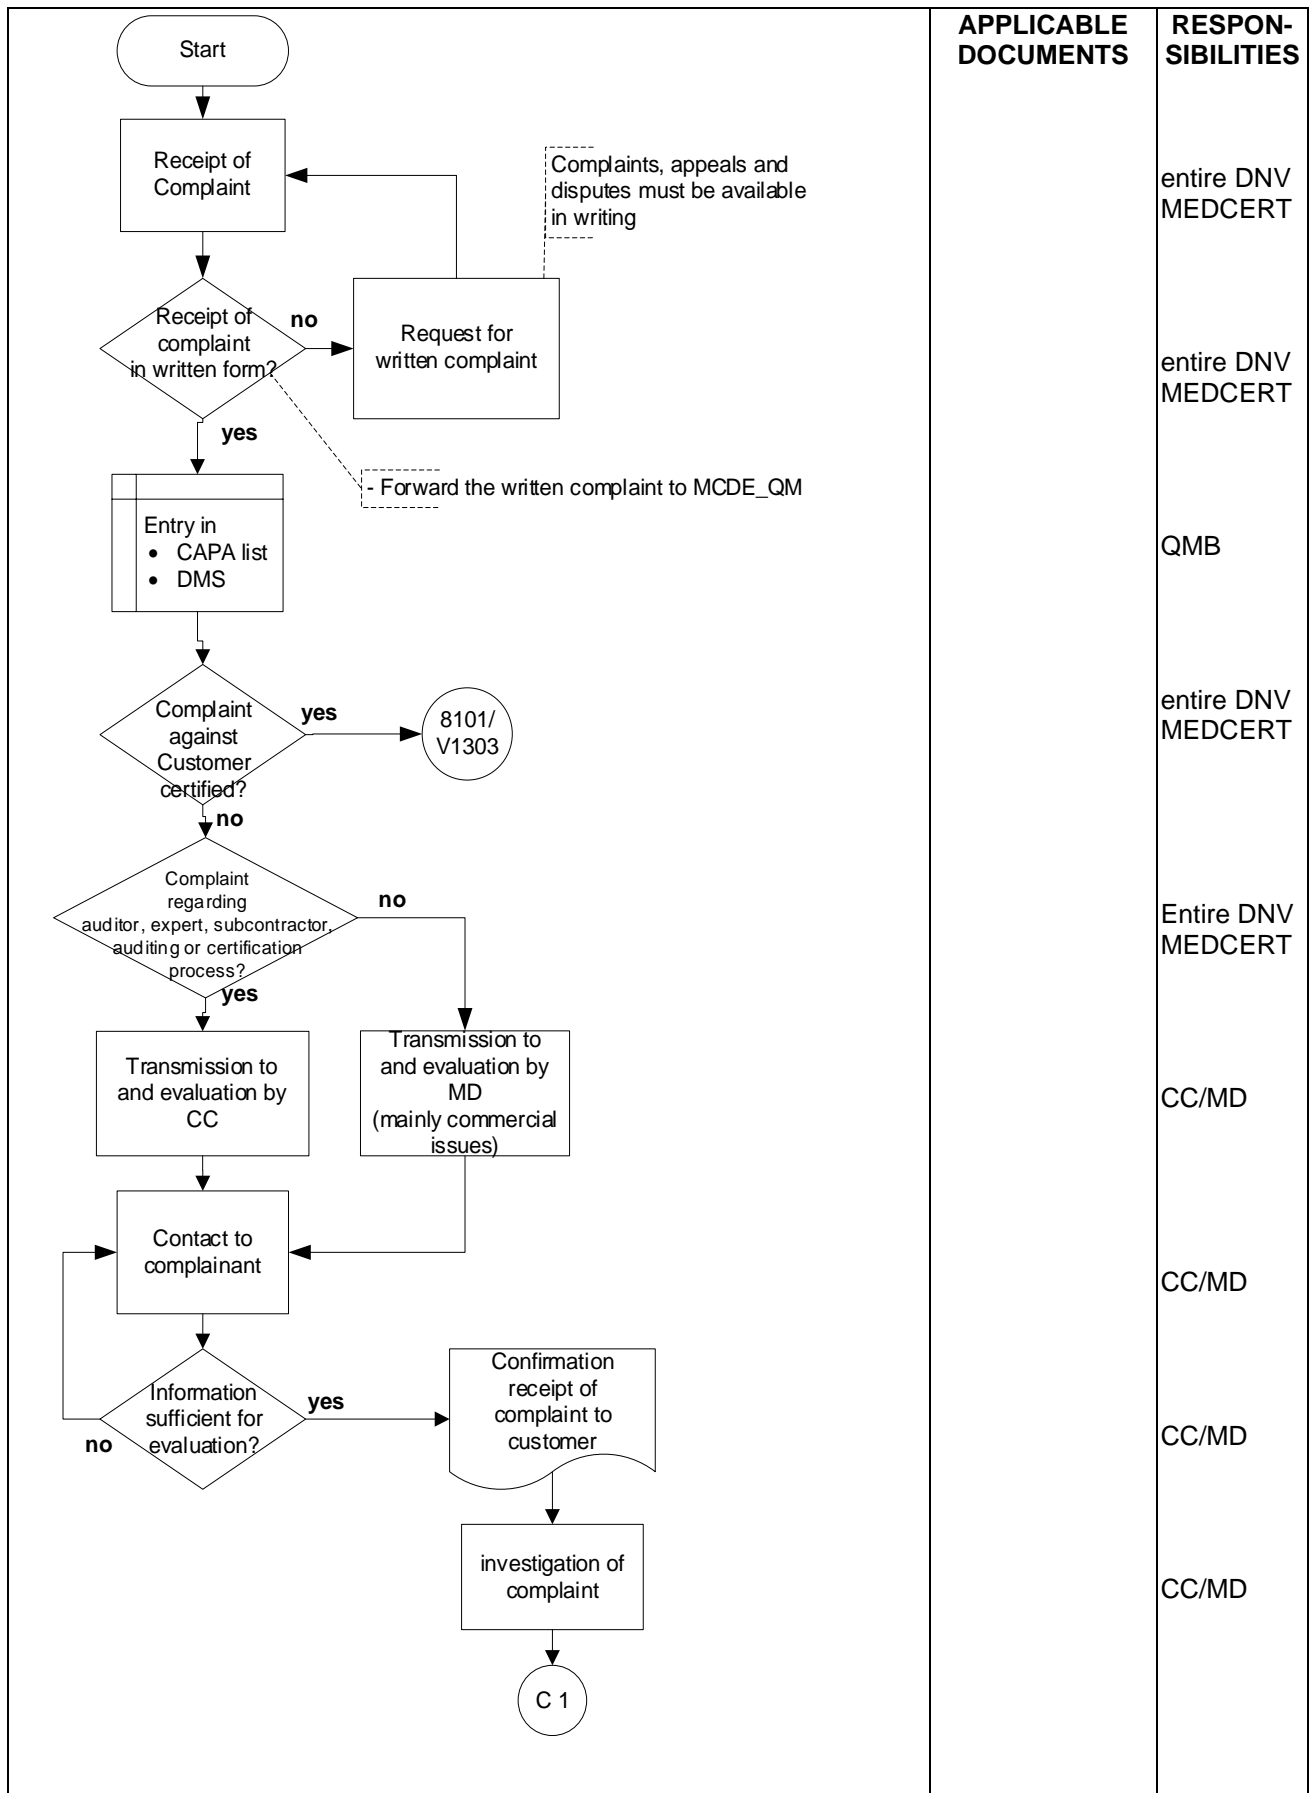 APPLICABLE
DOCUMENTS
RESPON-
SIBILITIES
Start
Receipt of
Complaint
Complaints, appeals and
disputes must be available
in writing
entire DNV
MEDCERT
Receipt of
complaint
in written form?
no
Request for
written complaint
entire DNV
MEDCERT
yes
- Forward the written complaint to MCDE_QM
Entry in
• CAPA list
• DMS
QMB
Complaint
against
Customer
certified?
yes
8101/
V1303
entire DNV
MEDCERT
no
Complaint
regarding
auditor, expert, subcontractor,
auditing or certification
process?
no
Entire DNV
MEDCERT
yes
Transmission to
and evaluation by
CC
Transmission to
and evaluation by
MD
(mainly commercial
issues)
CC/MD
Contact to
complainant
CC/MD
Information
sufficient for
evaluation?
yes
no
Confirmation
receipt of
complaint to
customer
CC/MD
investigation of
complaint
CC/MD
C 1